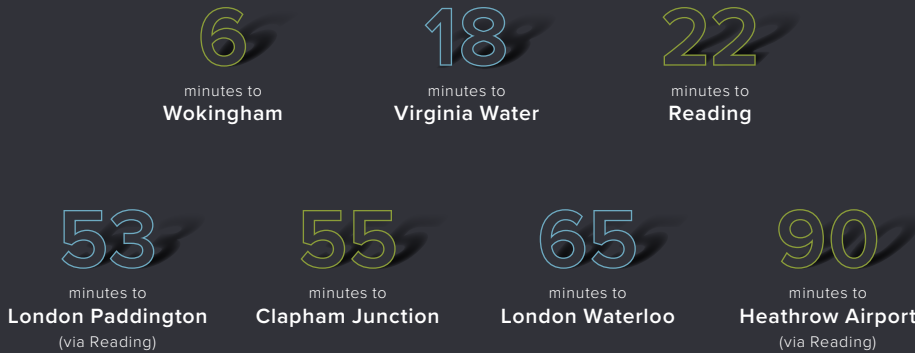 6
18
22
minutes to
minutes to
minutes to
Wokingham
Virginia Water
Reading
53
55
65
90
minutes to
minutes to
minutes to
minutes to
London Paddington
Clapham Junction
London Waterloo
Heathrow Airport
(via Reading)
(via Reading)